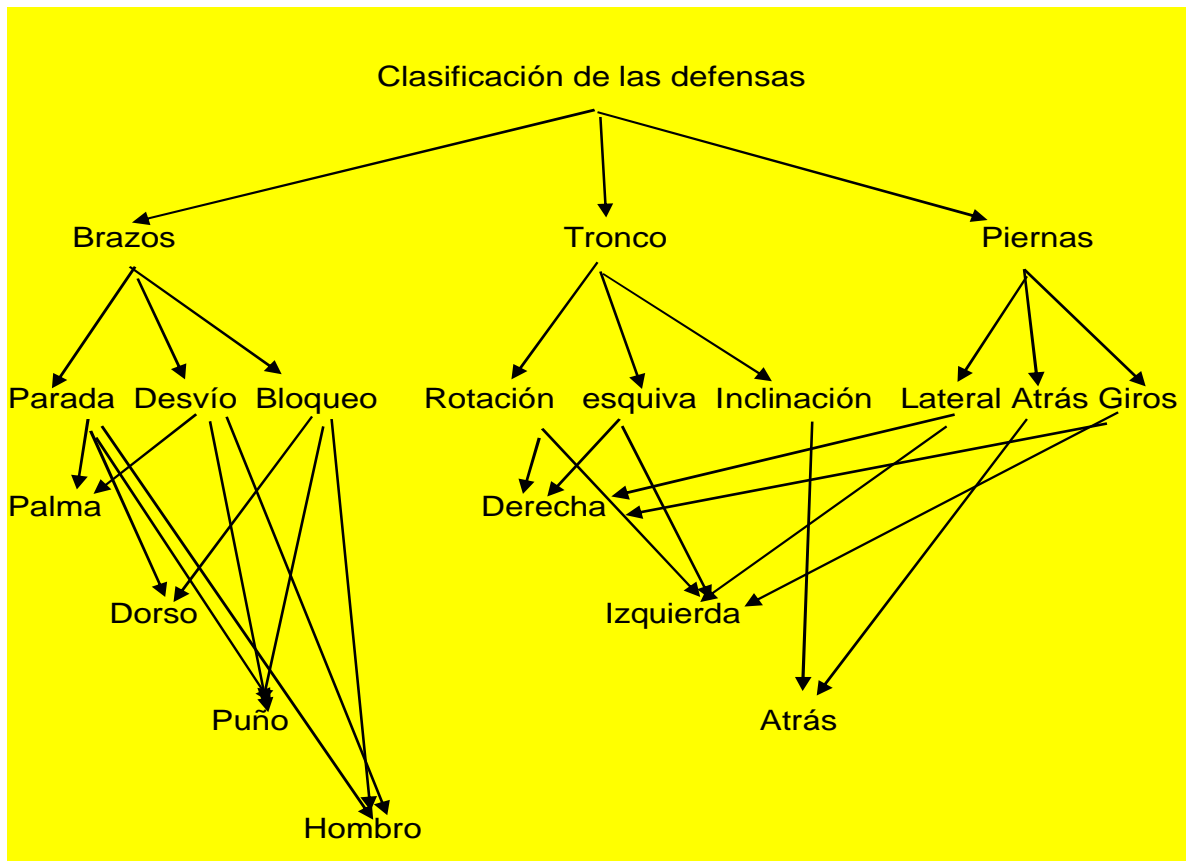 Clasificación de las defensas
Brazos Tronco Piernas
Parada Desvío Bloqueo Rotación esquiva Inclinación Lateral Atrás Giros
Palma Derecha
Dorso Izquierda
Puño Atrás
Hombro